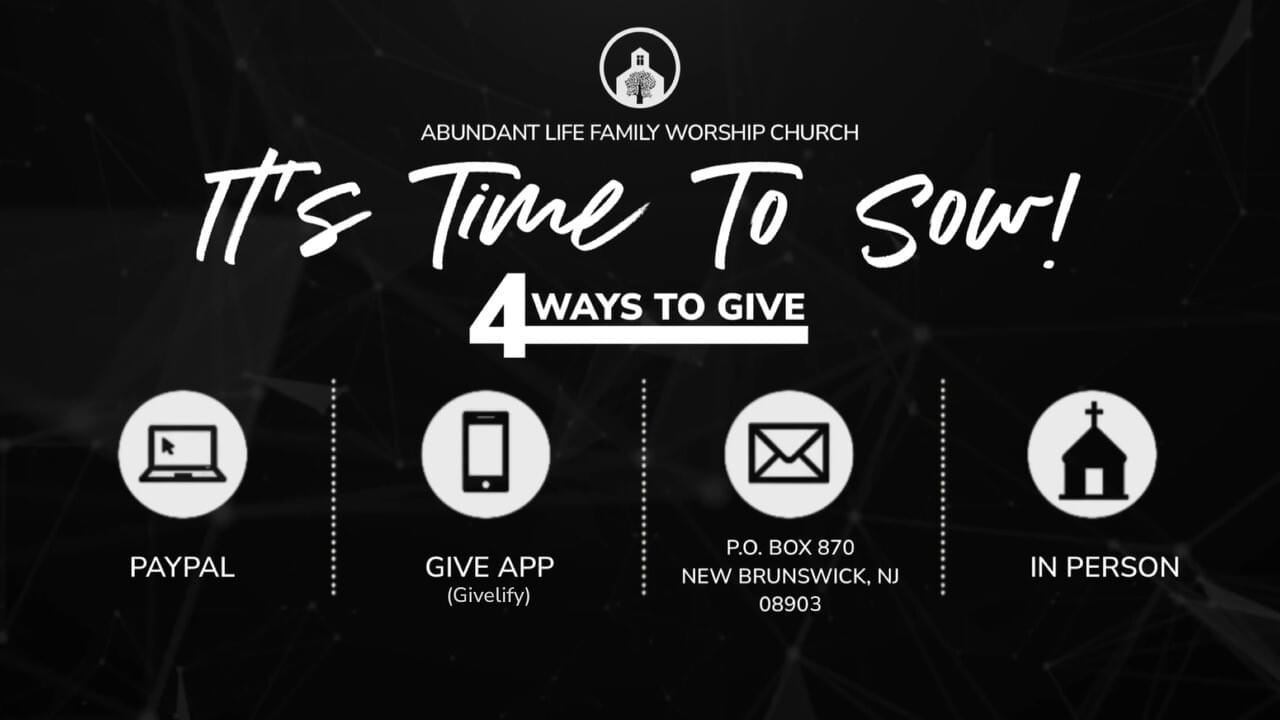 ABUNDANT LIFE FAMILY WORSHIP CHURCH
It's Time To Sow!
4 WAYS TO GIVE
PAYPAL
GIVE APP
(Givelify)
P.O. BOX 870
NEW BRUNSWICK, NJ
08903
IN PERSON